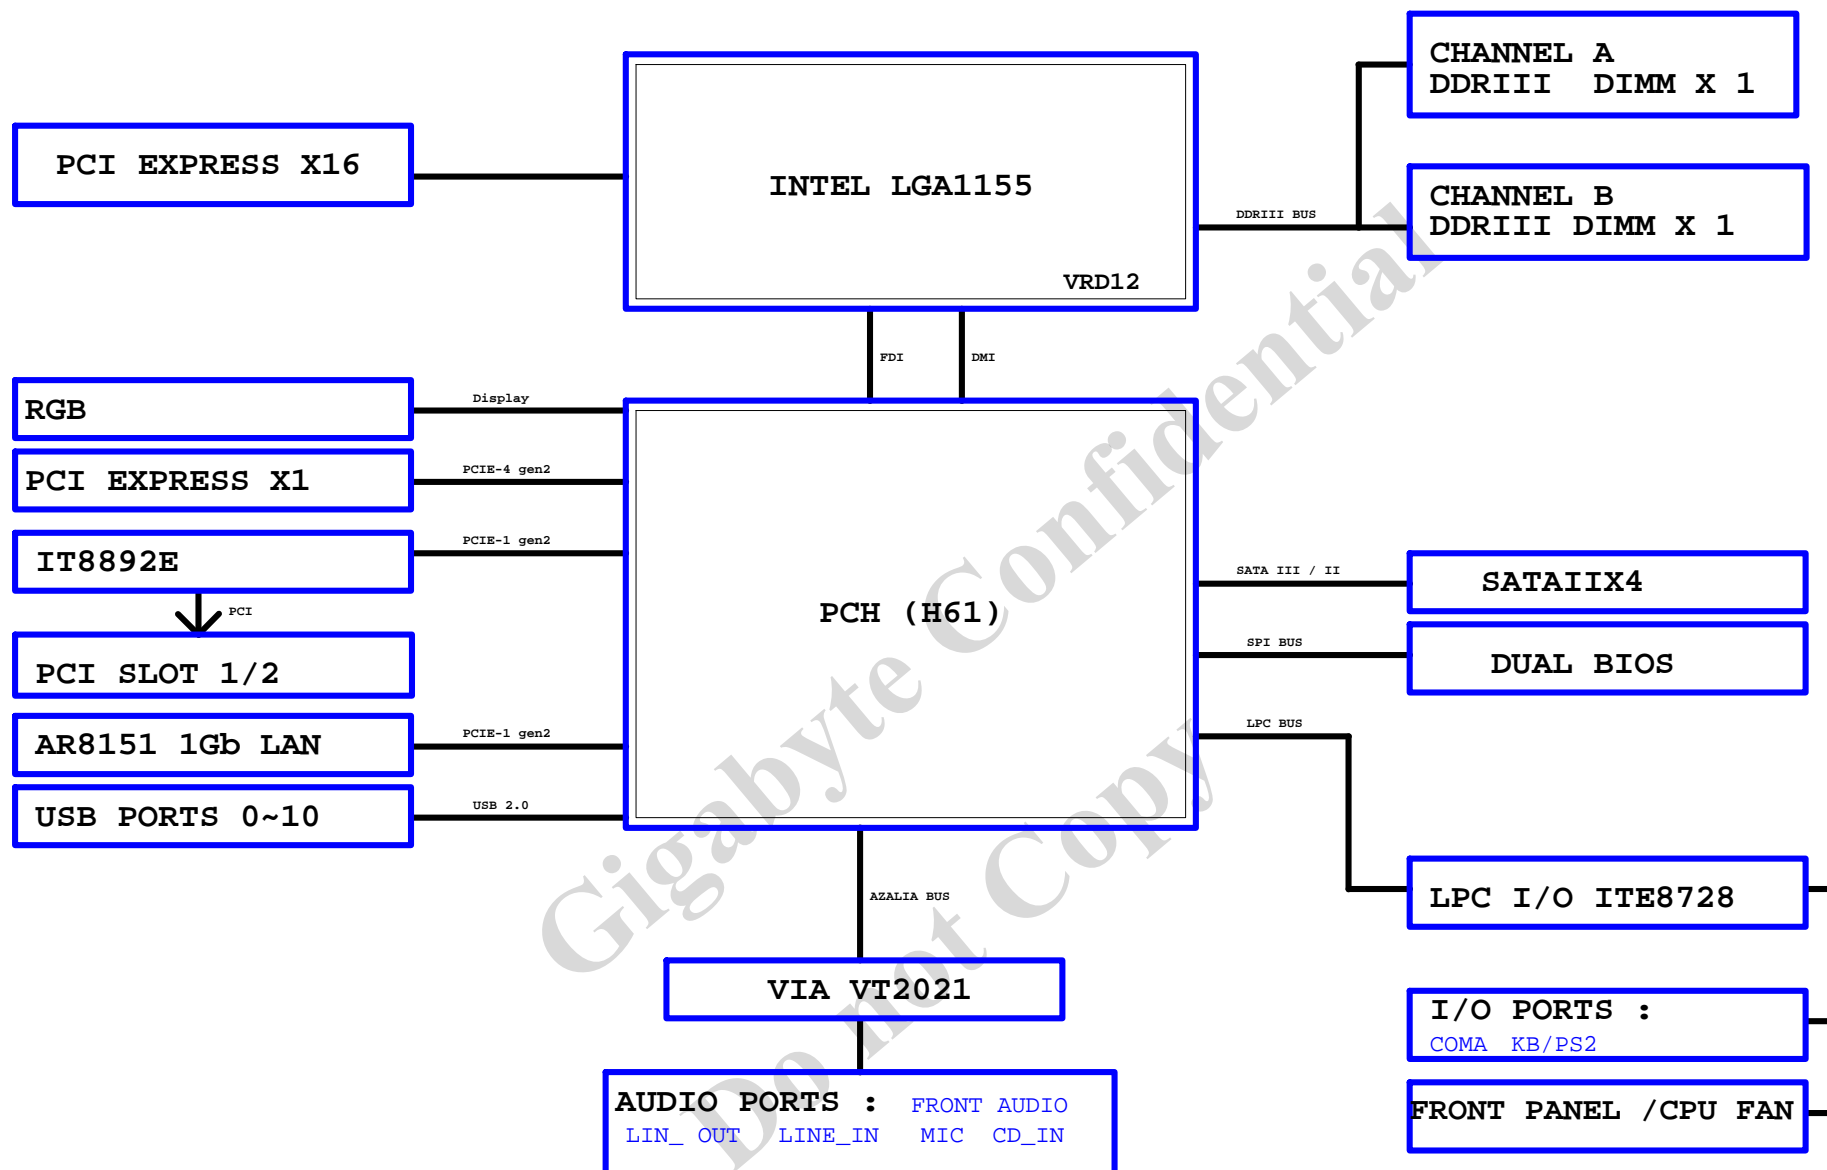 CHANNEL A
DDRIII DIMM X 1
PCI EXPRESS X16
INTEL LGA1155
VRD12
DDRIII BUS
CHANNEL B
DDRIII DIMM X 1
FDI
DMI
RGB
Display
PCI EXPRESS X1
PCIE-4 gen2
IT8892E
PCIE-1 gen2
PCI
PCI SLOT 1/2
AR8151 1Gb LAN
PCIE-1 gen2
USB PORTS 0~10
USB 2.0
PCH (H61)
SATA III / II
SATAIIX4
SPI BUS
DUAL BIOS
LPC BUS
LPC I/O ITE8728
AZALIA BUS
VIA VT2021
I/O PORTS :
COMA KB/PS2
AUDIO PORTS : FRONT AUDIO
LIN_ OUT LINE_IN MIC CD_IN
FRONT PANEL /CPU FAN
Gigabyte Confidential
Do not Copy